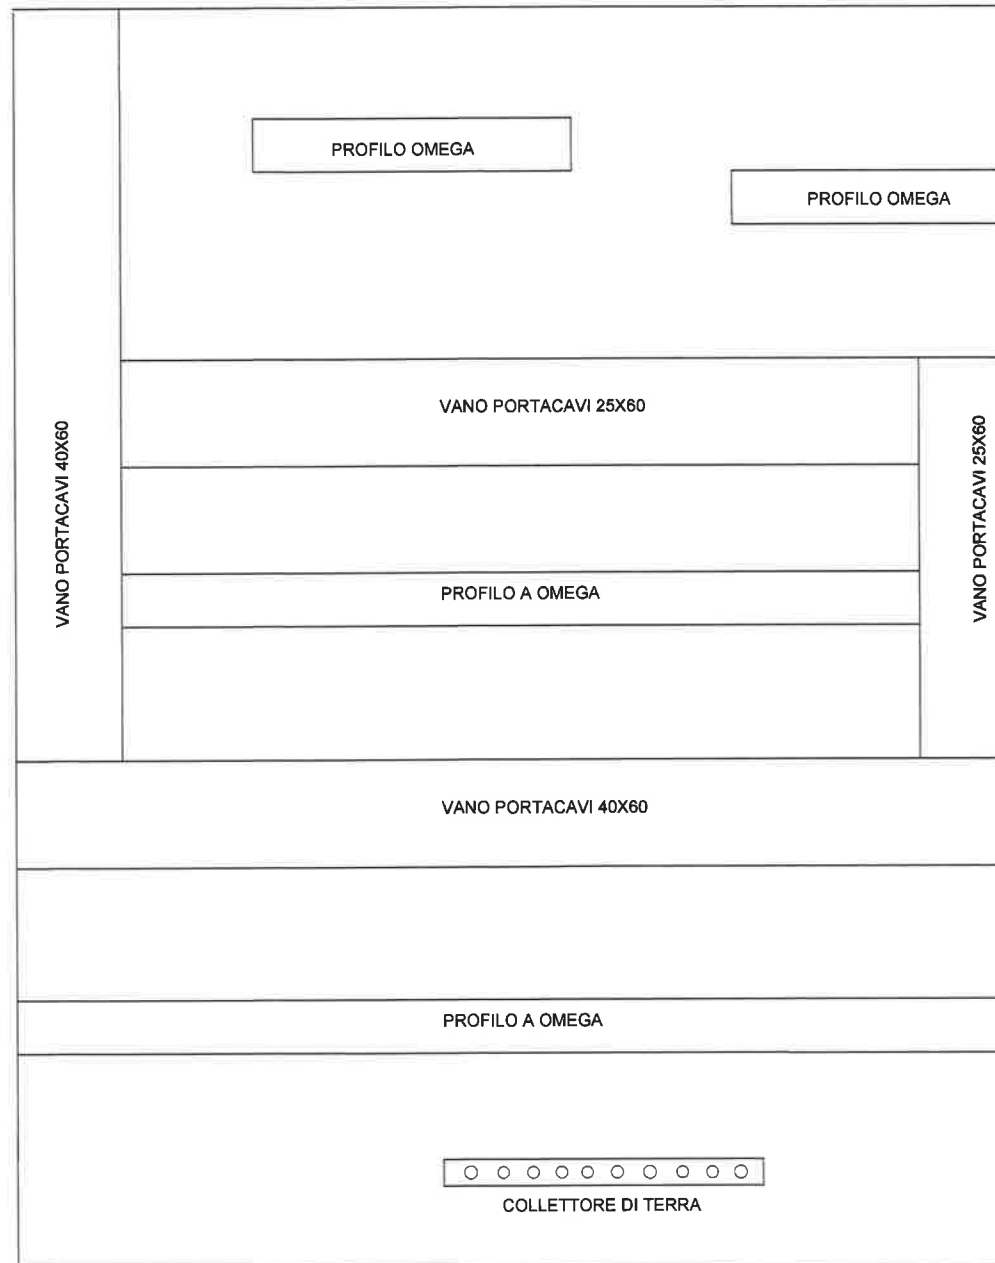 PROFILO OMEGA
PROFILO OMEGA
VANO PORTACAVI 40X60
VANO PORTACAVI 25X60
VANO PORTACAVI 25X60
PROFILO A OMEGA
VANO PORTACAVI 40X60
PROFILO A OMEGA
COLLETTORE DI TERRA